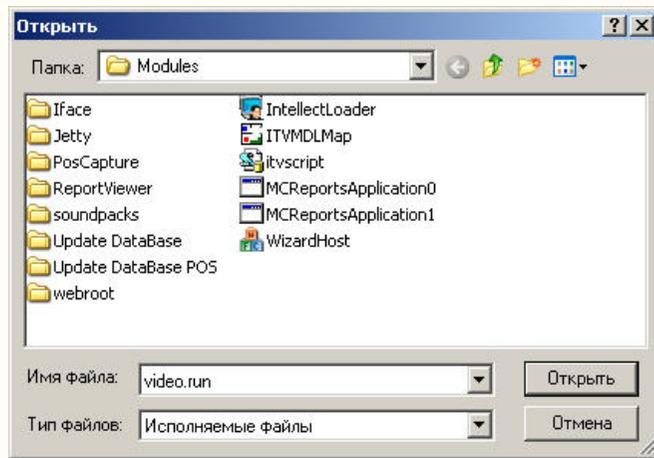 Открыть
Папка: Modules
Iface
Jetty
PosCapture
ReportViewer
soundpacks
Update DataBase
Update DataBase POS
webroot
IntellectLoader
ITVMDLMap
itvscript
MCReportsApplication0
MCReportsApplication1
WizardHost
Имя файла: video.run Открыть
Тип файлов: Исполняемые файлы Отмена